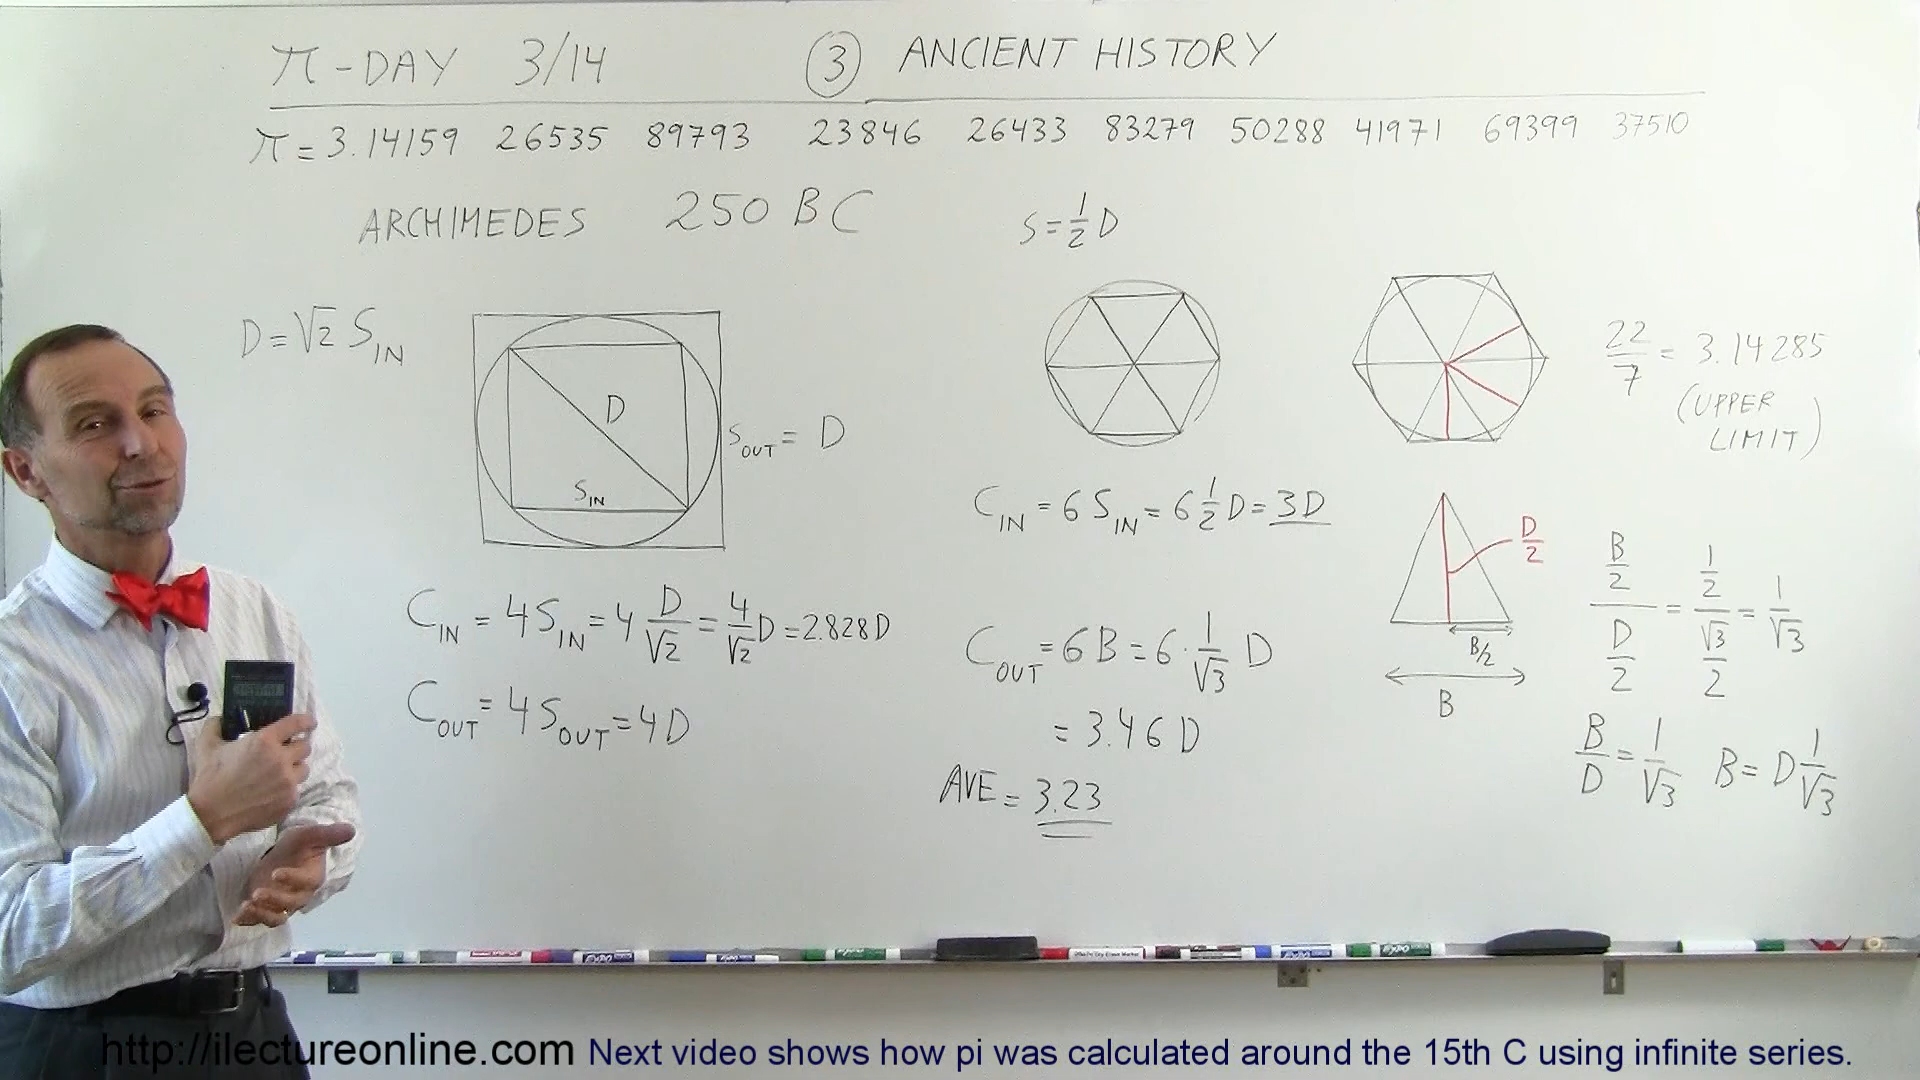 π-DAY 3/14 ③ ANCIENT HISTORY
π = 3.14159 26535 89793 23846 26433 83279 50288 41971 69399 37510
ARCHIMEDES 250 BC
S = 1/2 D
D = √2 S_IN
D
S_IN
S_OUT = D
22/7 = 3.14285
(UPPER
LIMIT)
C_IN = 6 S_IN = 6 1/2 D = 3D
D/2
B/2
B
(B/2)/(D/2) = (1/2)/(√3/2) = 1/√3
C_IN = 4 S_IN = 4 D/√2 = 4/√2 D = 2.828 D
C_OUT = 4 S_OUT = 4D
C_OUT = 6B = 6 · 1/√3 D
= 3.46 D
AVE = 3.23
B/D = 1/√3 B = D 1/√3
http://ilectureonline.com Next video shows how pi was calculated around the 15th C using infinite series.